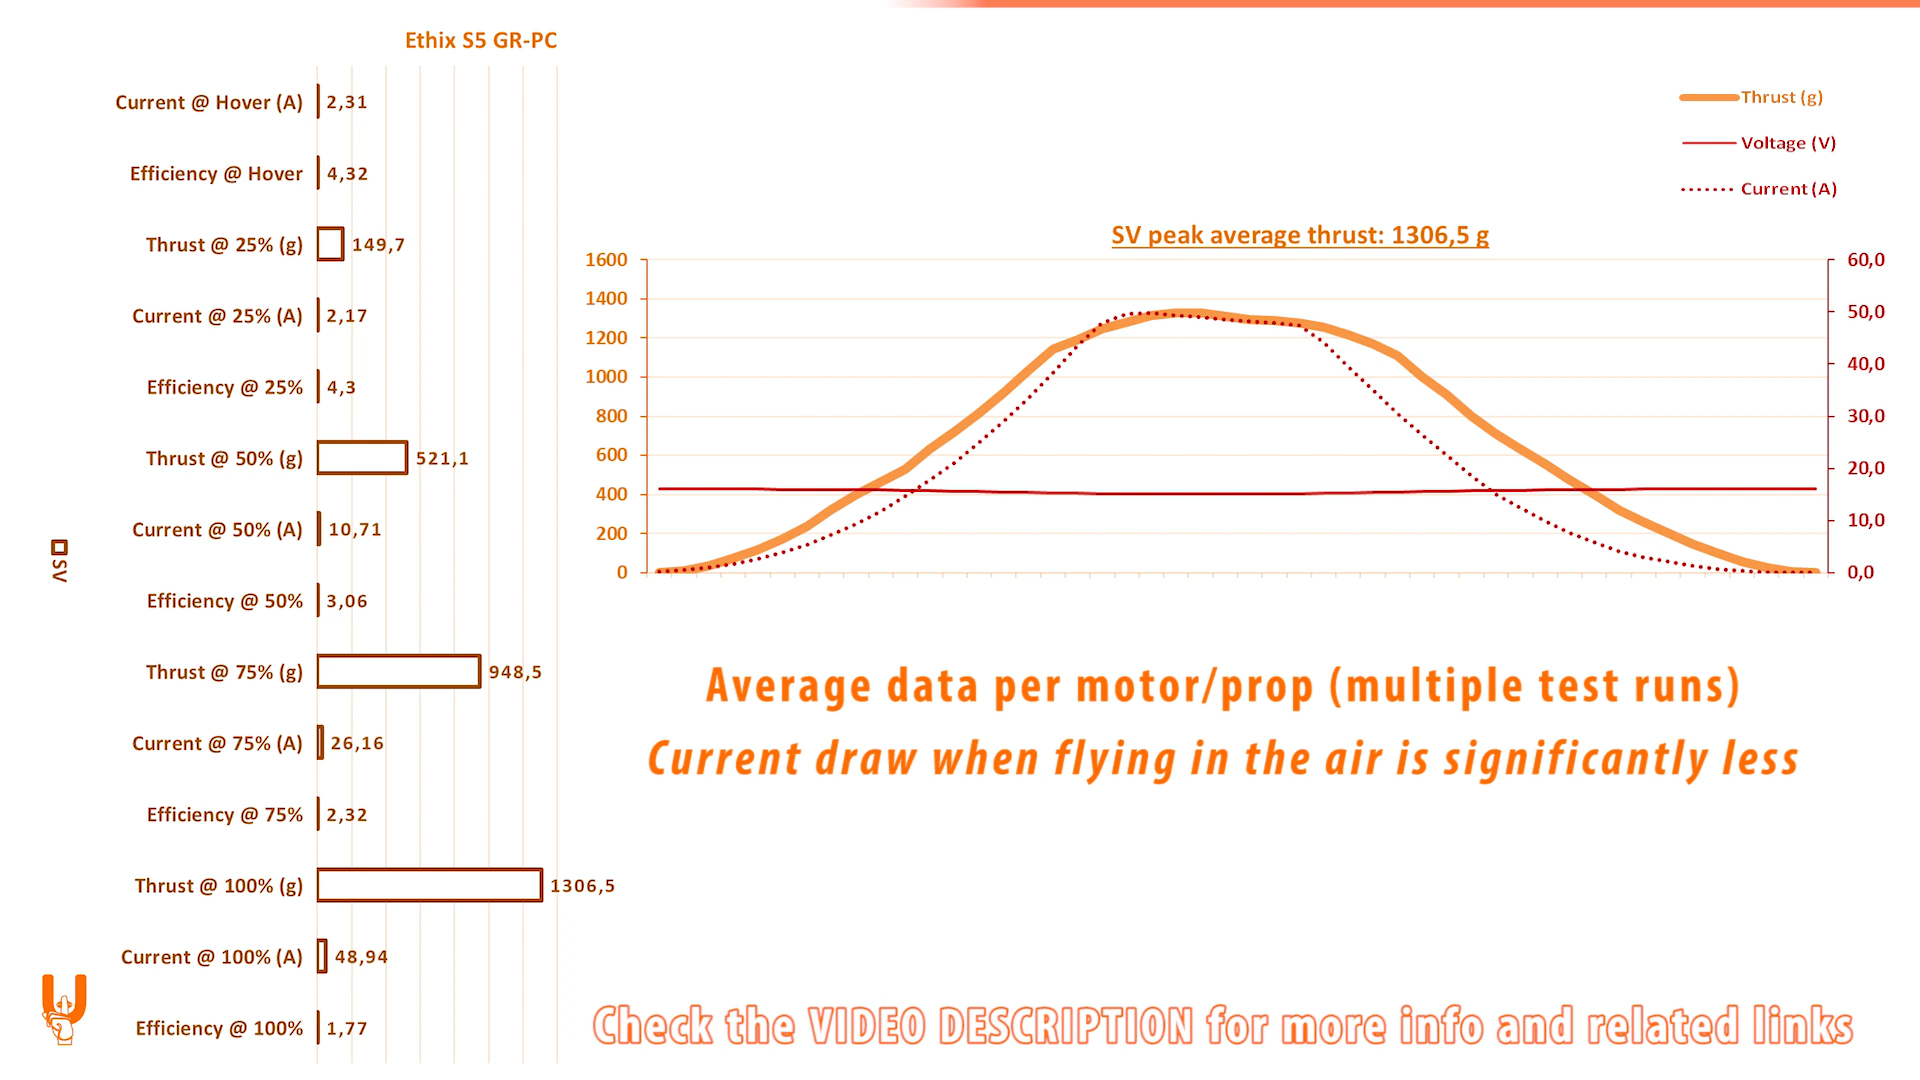 Ethix S5 GR-PC
Current @ Hover (A) 2,31
Efficiency @ Hover 4,32
Thrust @ 25% (g) 149,7
Current @ 25% (A) 2,17
Efficiency @ 25% 4,3
Thrust @ 50% (g) 521,1
Current @ 50% (A) 10,71
Efficiency @ 50% 3,06
Thrust @ 75% (g) 948,5
Current @ 75% (A) 26,16
Efficiency @ 75% 2,32
Thrust @ 100% (g) 1306,5
Current @ 100% (A) 48,94
Efficiency @ 100% 1,77
SV
Thrust (g)
Voltage (V)
Current (A)
SV peak average thrust: 1306,5 g
1600
1400
1200
1000
800
600
400
200
0
60,0
50,0
40,0
30,0
20,0
10,0
0,0
Average data per motor/prop (multiple test runs)
Current draw when flying in the air is significantly less
Check the VIDEO DESCRIPTION for more info and related links